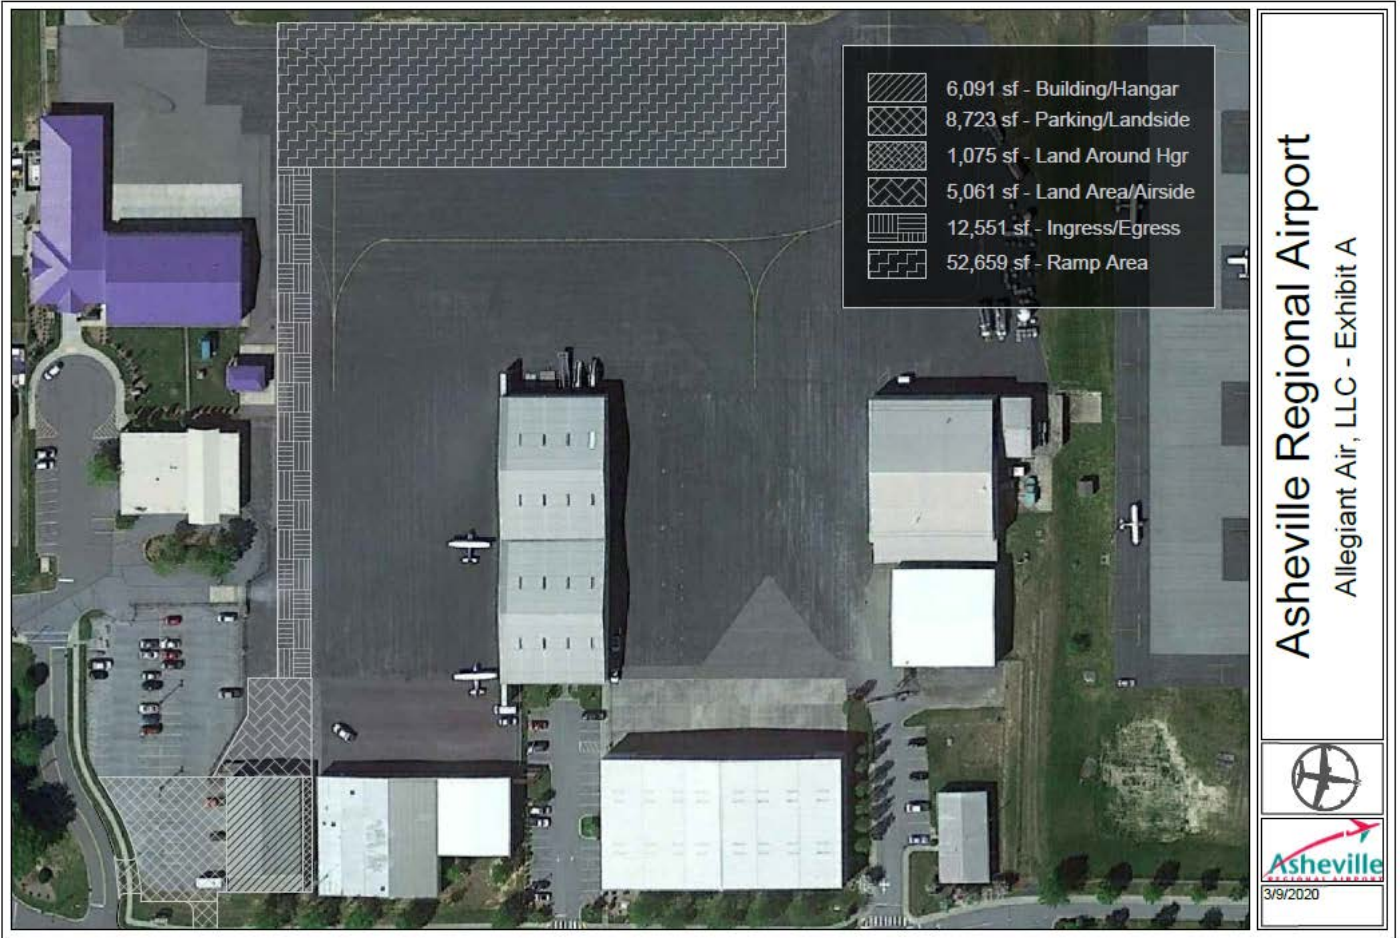 6,091 sf - Building/Hangar
8,723 sf - Parking/Landside
1,075 sf - Land Around Hgr
5,061 sf - Land Area/Airside
12,551 sf - Ingress/Egress
52,659 sf - Ramp Area
Asheville Regional Airport
Allegiant Air, LLC - Exhibit A
Asheville
REGIONAL AIRPORT
3/9/2020